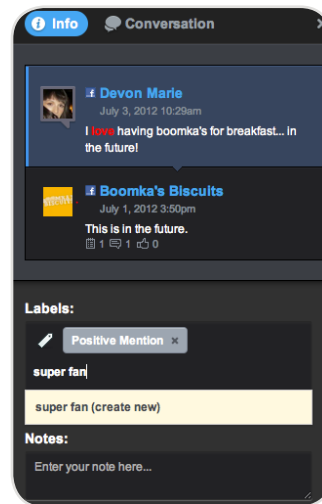 Info Conversation ×
Devon Marie
July 3, 2012 10:29am
I love having boomka's for breakfast... in
the future!
Boomka's Biscuits
July 1, 2012 3:50pm
This is in the future.
1 1 0
Labels:
Positive Mention ×
super fan
super fan (create new)
Notes:
Enter your note here...